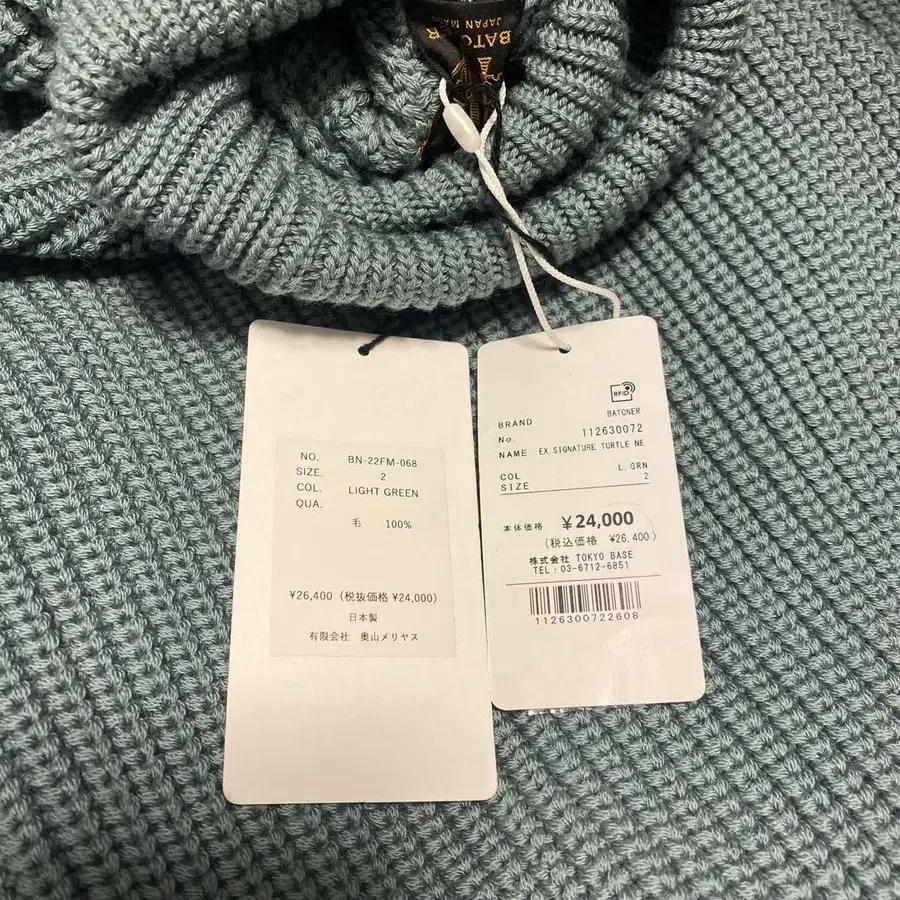 BATONER
JAPAN MADE
NO. BN-22FM-068
SIZE. 2
COL. LIGHT GREEN
QUA.
毛 100%
¥26,400（税抜価格 ¥24,000）
日本製
有限会社 奥山メリヤス
RFID
BRAND BATONER
No. 112630072
NAME EX.SIGNATURE TURTLE NE
COL L.GRN
SIZE 2
本体価格 ¥24,000
（税込価格 ¥26,400）
株式会社 TOKYO BASE
TEL:03-6712-6851
1126300722608